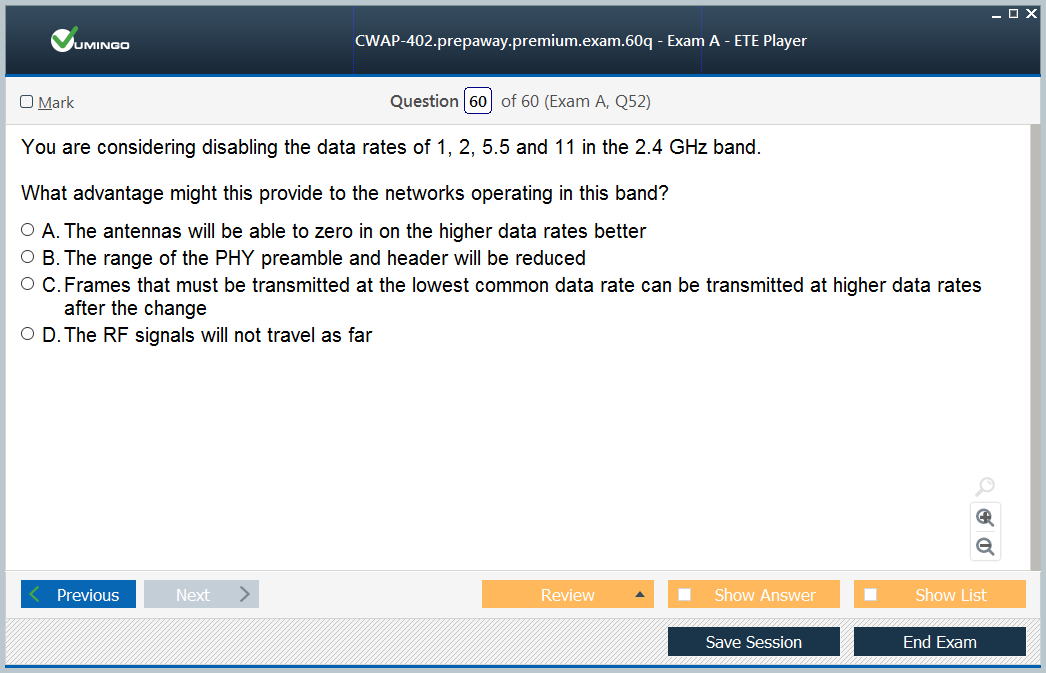 VUMINGO
CWAP-402.prepaway.premium.exam.60q - Exam A - ETE Player
Mark
Question 60 of 60 (Exam A, Q52)
You are considering disabling the data rates of 1, 2, 5.5 and 11 in the 2.4 GHz band.
What advantage might this provide to the networks operating in this band?
A. The antennas will be able to zero in on the higher data rates better
B. The range of the PHY preamble and header will be reduced
C. Frames that must be transmitted at the lowest common data rate can be transmitted at higher data rates
after the change
D. The RF signals will not travel as far
Previous Next Review Show Answer Show List
Save Session End Exam